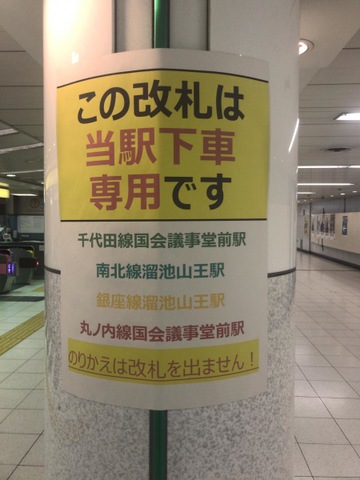 この改札は
当駅下車
専用です
千代田線国会議事堂前駅
南北線溜池山王駅
銀座線溜池山王駅
丸ノ内線国会議事堂前駅
のりかえは改札を出ません！